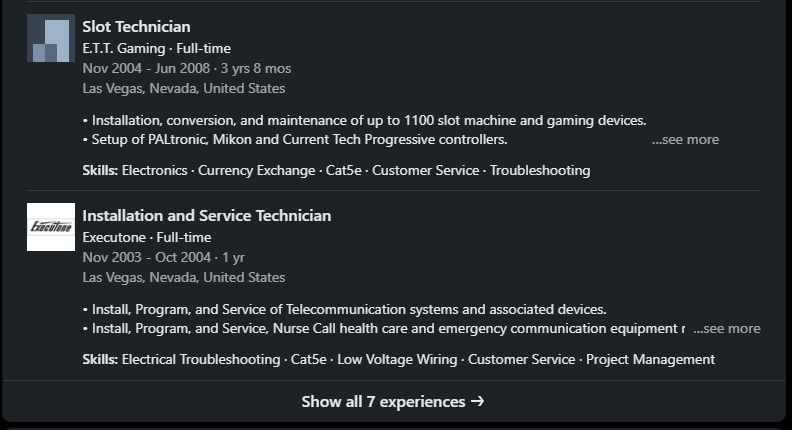 Slot Technician
E.T.T. Gaming · Full-time
Nov 2004 - Jun 2008 · 3 yrs 8 mos
Las Vegas, Nevada, United States
• Installation, conversion, and maintenance of up to 1100 slot machine and gaming devices.
• Setup of PALtronic, Mikon and Current Tech Progressive controllers. ...see more
Skills: Electronics · Currency Exchange · Cat5e · Customer Service · Troubleshooting
Executone
Installation and Service Technician
Executone · Full-time
Nov 2003 - Oct 2004 · 1 yr
Las Vegas, Nevada, United States
• Install, Program, and Service of Telecommunication systems and associated devices.
• Install, Program, and Service, Nurse Call health care and emergency communication equipment r ...see more
Skills: Electrical Troubleshooting · Cat5e · Low Voltage Wiring · Customer Service · Project Management
Show all 7 experiences →